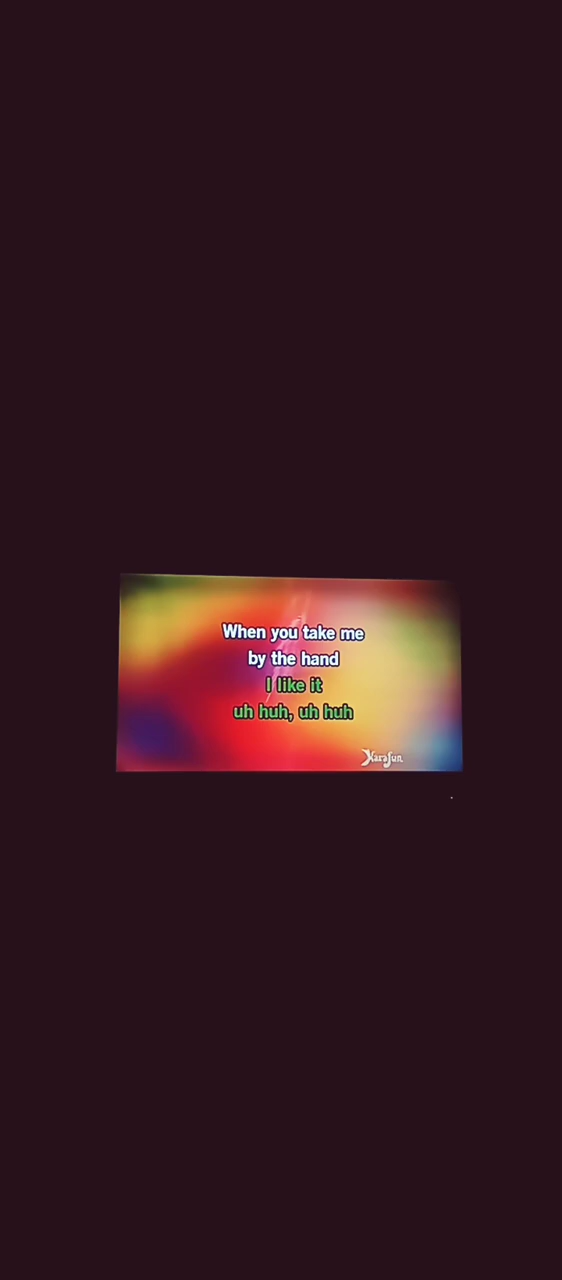 When you take me
by the hand
I like it
uh huh, uh huh
KaraFun